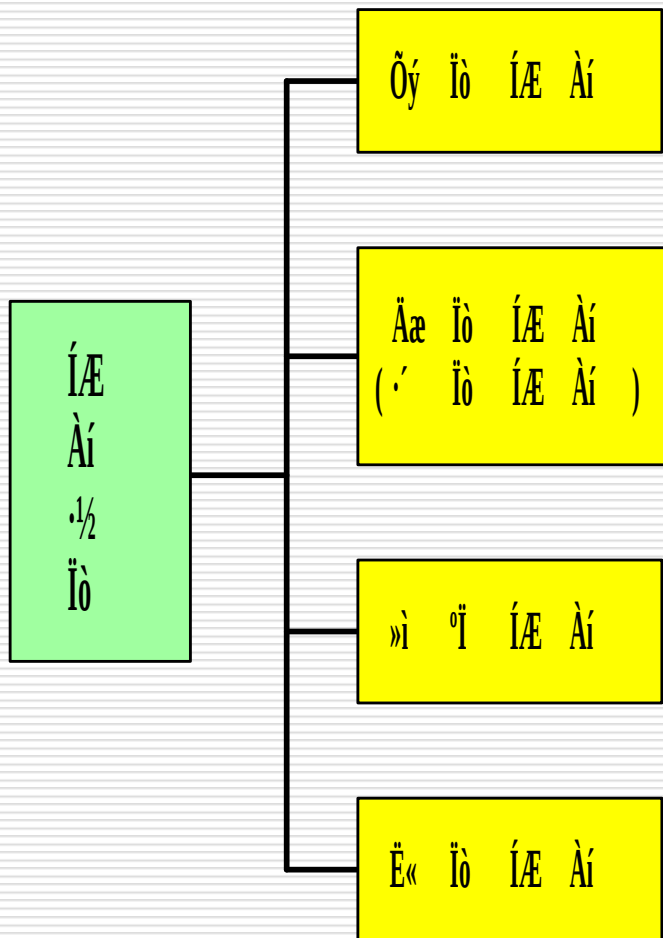 ÍÆ
Àí
·½
Ïò
Õý Ïò ÍÆ Àí
Äæ Ïò ÍÆ Àí
( ·´ Ïò ÍÆ Àí )
»ì ºÏ ÍÆ Àí
Ë« Ïò ÍÆ Àí